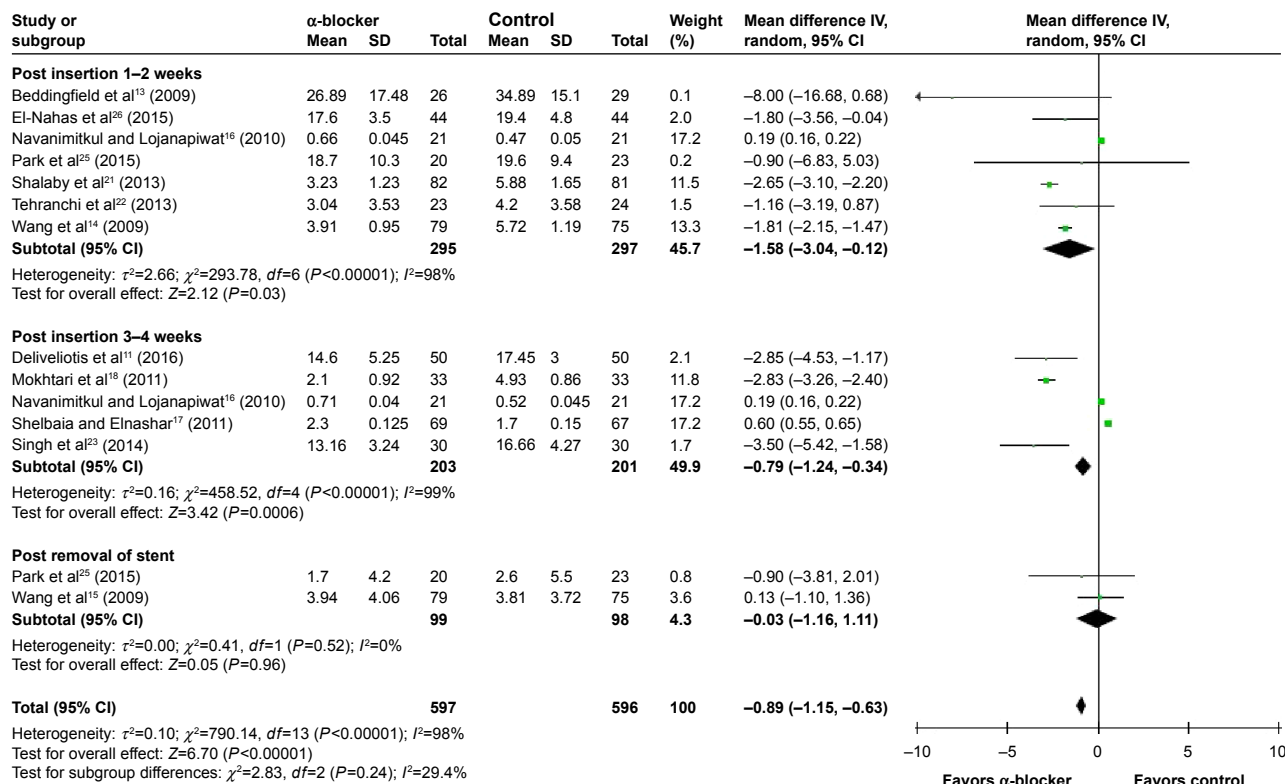 Study or subgroup α-blocker Control Weight (%) Mean difference IV, random, 95% CI Mean difference IV, random, 95% CI
Mean SD Total Mean SD Total
Post insertion 1–2 weeks
Beddingfield et al13 (2009) 26.89 17.48 26 34.89 15.1 29 0.1 –8.00 (–16.68, 0.68)
El-Nahas et al26 (2015) 17.6 3.5 44 19.4 4.8 44 2.0 –1.80 (–3.56, –0.04)
Navanimitkul and Lojanapiwat16 (2010) 0.66 0.045 21 0.47 0.05 21 17.2 0.19 (0.16, 0.22)
Park et al25 (2015) 18.7 10.3 20 19.6 9.4 23 0.2 –0.90 (–6.83, 5.03)
Shalaby et al21 (2013) 3.23 1.23 82 5.88 1.65 81 11.5 –2.65 (–3.10, –2.20)
Tehranchi et al22 (2013) 3.04 3.53 23 4.2 3.58 24 1.5 –1.16 (–3.19, 0.87)
Wang et al14 (2009) 3.91 0.95 79 5.72 1.19 75 13.3 –1.81 (–2.15, –1.47)
Subtotal (95% CI) 295 297 45.7 –1.58 (–3.04, –0.12)
Heterogeneity: τ2=2.66; χ2=293.78, df=6 (P<0.00001); I2=98%
Test for overall effect: Z=2.12 (P=0.03)
Post insertion 3–4 weeks
Deliveliotis et al11 (2016) 14.6 5.25 50 17.45 3 50 2.1 –2.85 (–4.53, –1.17)
Mokhtari et al18 (2011) 2.1 0.92 33 4.93 0.86 33 11.8 –2.83 (–3.26, –2.40)
Navanimitkul and Lojanapiwat16 (2010) 0.71 0.04 21 0.52 0.045 21 17.2 0.19 (0.16, 0.22)
Shelbaia and Elnashar17 (2011) 2.3 0.125 69 1.7 0.15 67 17.2 0.60 (0.55, 0.65)
Singh et al23 (2014) 13.16 3.24 30 16.66 4.27 30 1.7 –3.50 (–5.42, –1.58)
Subtotal (95% CI) 203 201 49.9 –0.79 (–1.24, –0.34)
Heterogeneity: τ2=0.16; χ2=458.52, df=4 (P<0.00001); I2=99%
Test for overall effect: Z=3.42 (P=0.0006)
Post removal of stent
Park et al25 (2015) 1.7 4.2 20 2.6 5.5 23 0.8 –0.90 (–3.81, 2.01)
Wang et al15 (2009) 3.94 4.06 79 3.81 3.72 75 3.6 0.13 (–1.10, 1.36)
Subtotal (95% CI) 99 98 4.3 –0.03 (–1.16, 1.11)
Heterogeneity: τ2=0.00; χ2=0.41, df=1 (P=0.52); I2=0%
Test for overall effect: Z=0.05 (P=0.96)
Total (95% CI) 597 596 100 –0.89 (–1.15, –0.63)
Heterogeneity: τ2=0.10; χ2=790.14, df=13 (P<0.00001); I2=98%
Test for overall effect: Z=6.70 (P<0.00001)
Test for subgroup differences: χ2=2.83, df=2 (P=0.24); I2=29.4%
–10 –5 0 5 10
Favors α-blocker Favors control